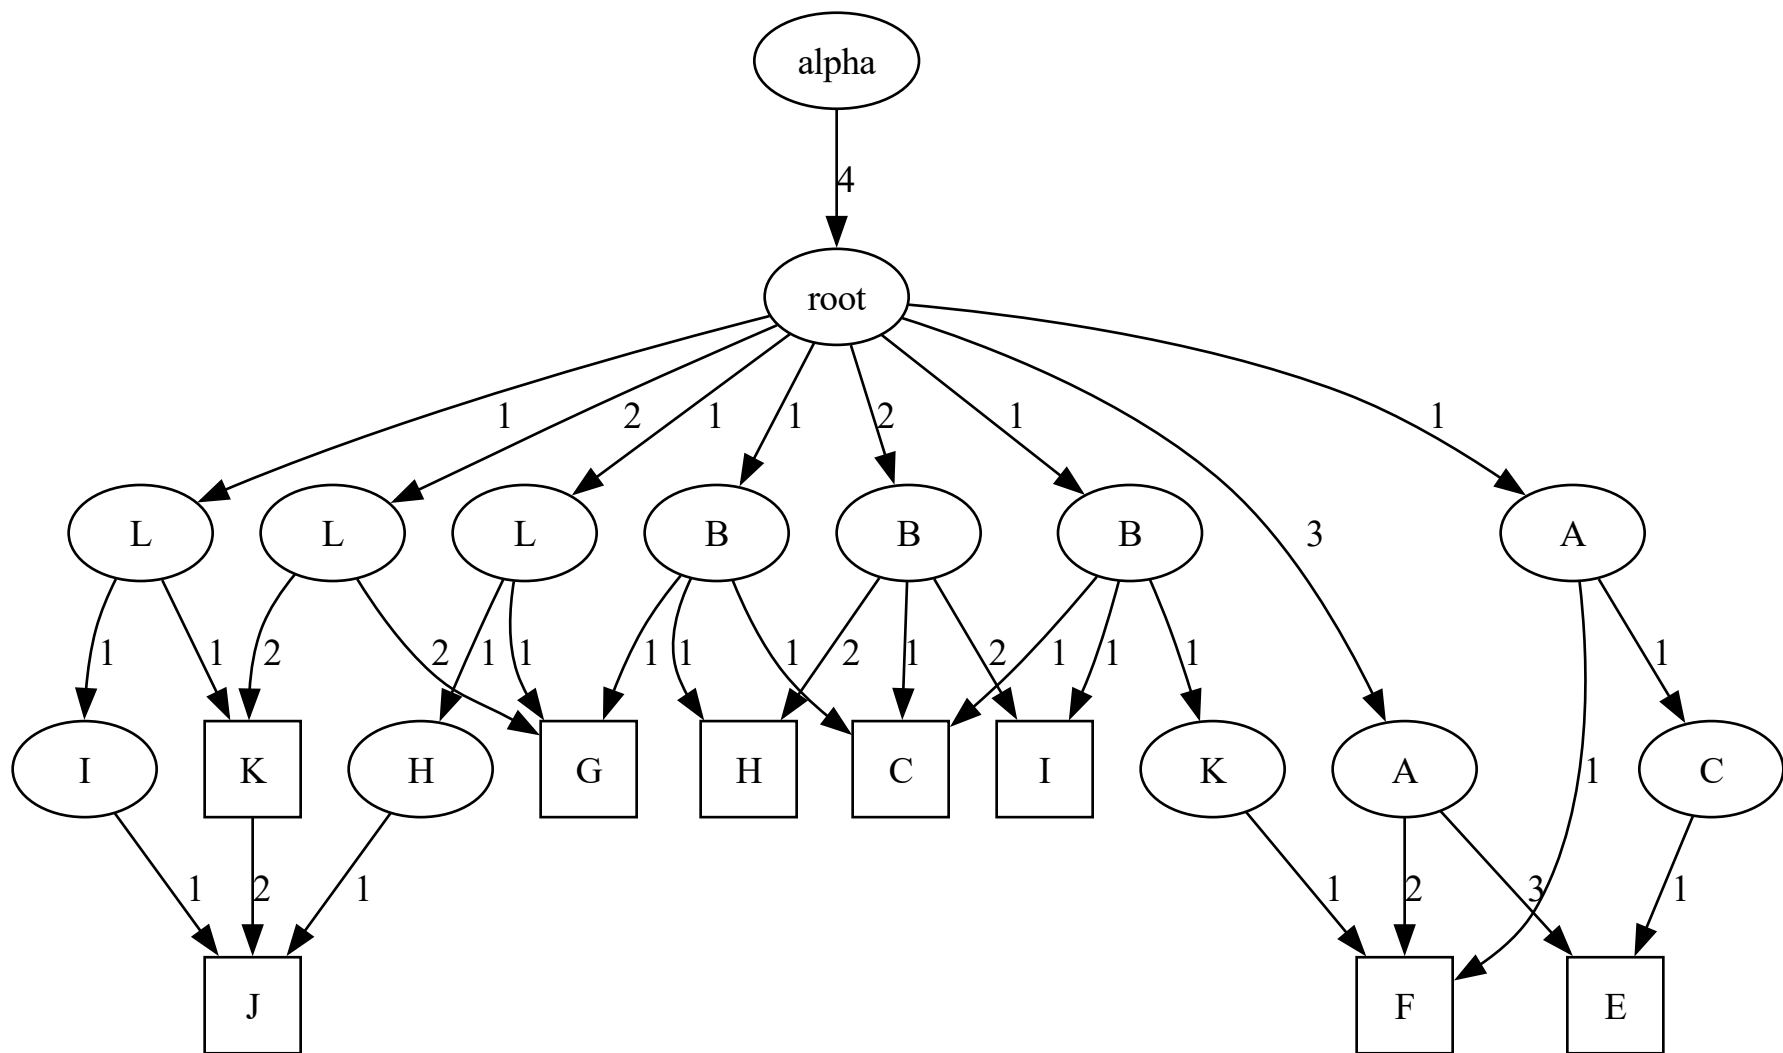 alpha
4
root
1 2 1 1 2 1 3 1
L L L B B B A
1 1 2 2 1 1 1 1 1 2 1 2 1 1 1 1 1
I K H G H C I K A C
1 2 1 1 2 3 1
J F E